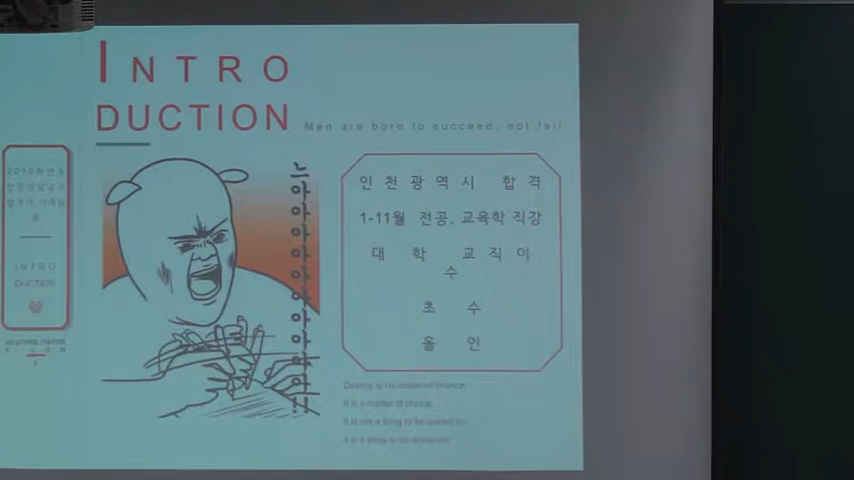 INTRO
DUCTION
Men are born to succeed, not fail
INTRO
DUCTION
느아아아아아아아아아아!!
인천광역시 합격
1-11월 전공, 교육학 직강
대학 교직이
수
초수
올인
Destiny is no matter of chance.
It is a matter of choice.
It is not a thing to be waited for,
it is a thing to be achieved.